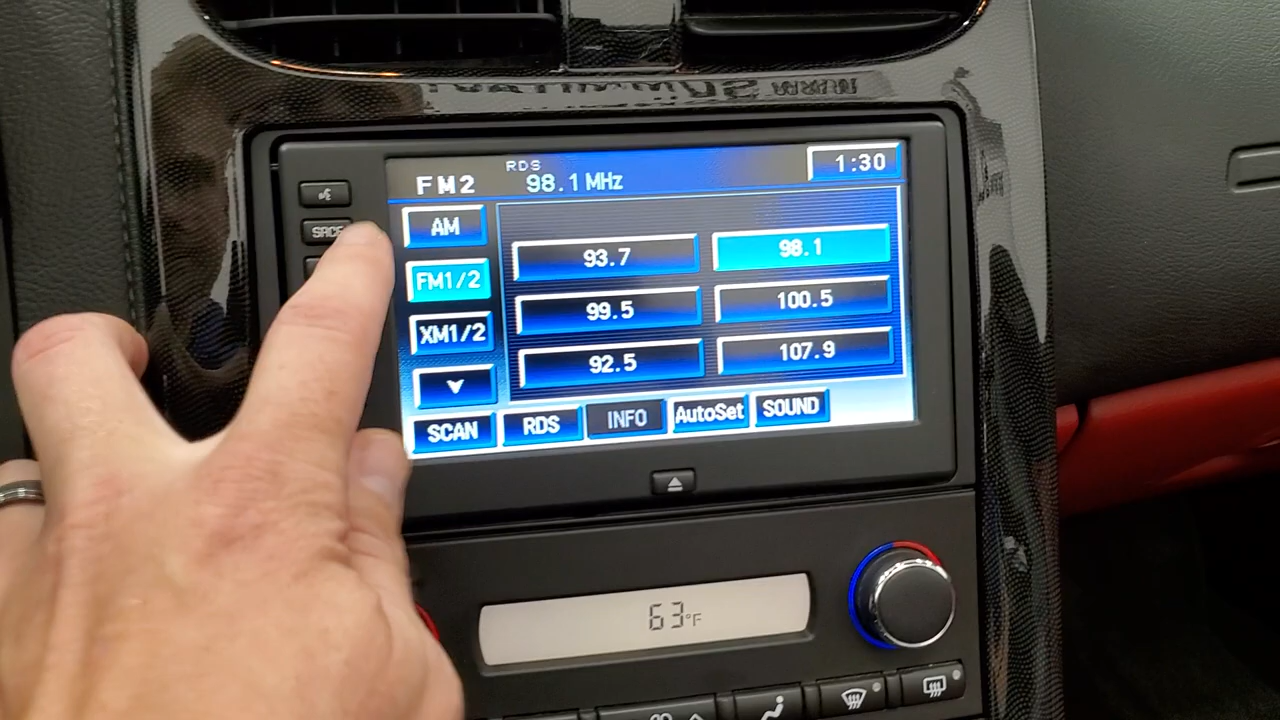 RDS
FM2 98.1 MHz 1:30
SRCE
AM
FM1/2
XM1/2
93.7 98.1
99.5 100.5
92.5 107.9
SCAN RDS INFO AutoSet SOUND
63°F